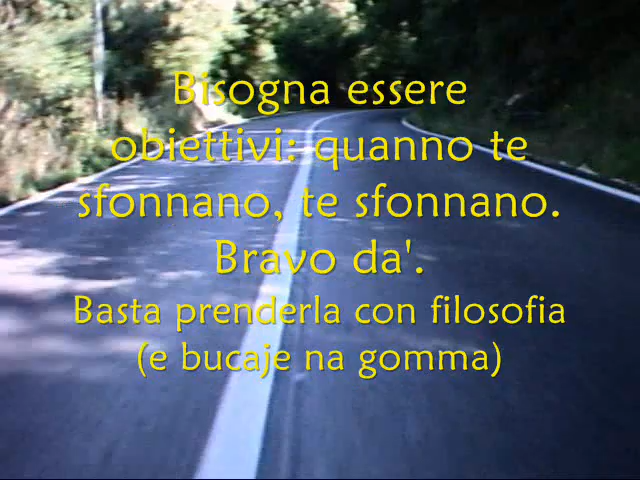 Bisogna essere
obiettivi: quanno te
sfonnano, te sfonnano.
Bravo da'.
Basta prenderla con filosofia
(e bucaje na gomma)